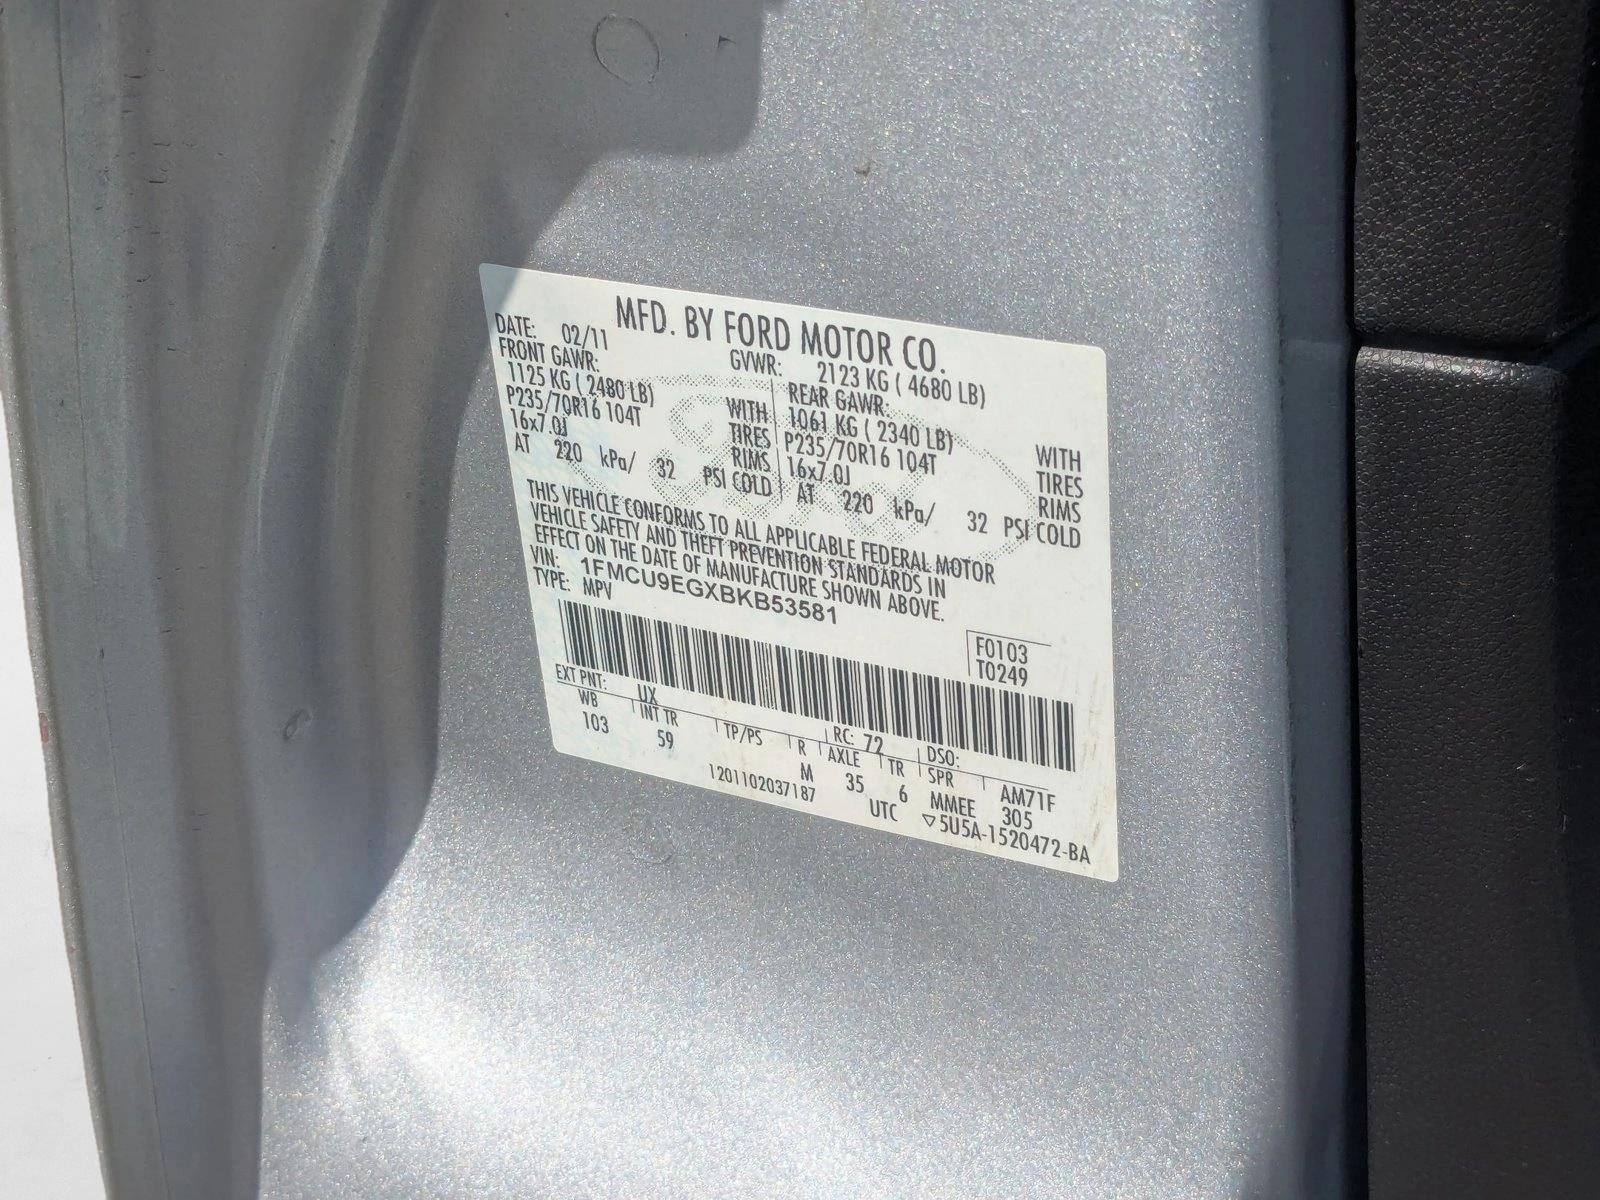 MFD. BY FORD MOTOR CO.
DATE: 02/11 GVWR: 2123 KG ( 4680 LB)
FRONT GAWR: REAR GAWR:
1125 KG ( 2480 LB) WITH 1061 KG ( 2340 LB) WITH
P235/70R16 104T TIRES P235/70R16 104T TIRES
16x7.0J RIMS 16x7.0J RIMS
AT 220 kPa/ 32 PSI COLD AT 220 kPa/ 32 PSI COLD
THIS VEHICLE CONFORMS TO ALL APPLICABLE FEDERAL MOTOR
VEHICLE SAFETY AND THEFT PREVENTION STANDARDS IN
EFFECT ON THE DATE OF MANUFACTURE SHOWN ABOVE.
VIN: 1FMCU9EGXBKB53581
TYPE: MPV
F0103
T0249
EXT PNT: UX RC: 72 DSO:
WB INT TR TP/PS R AXLE TR SPR AM71F
103 59 M 35 6 MMEE 305
1201102037187 UTC ▽5U5A-1520472-BA